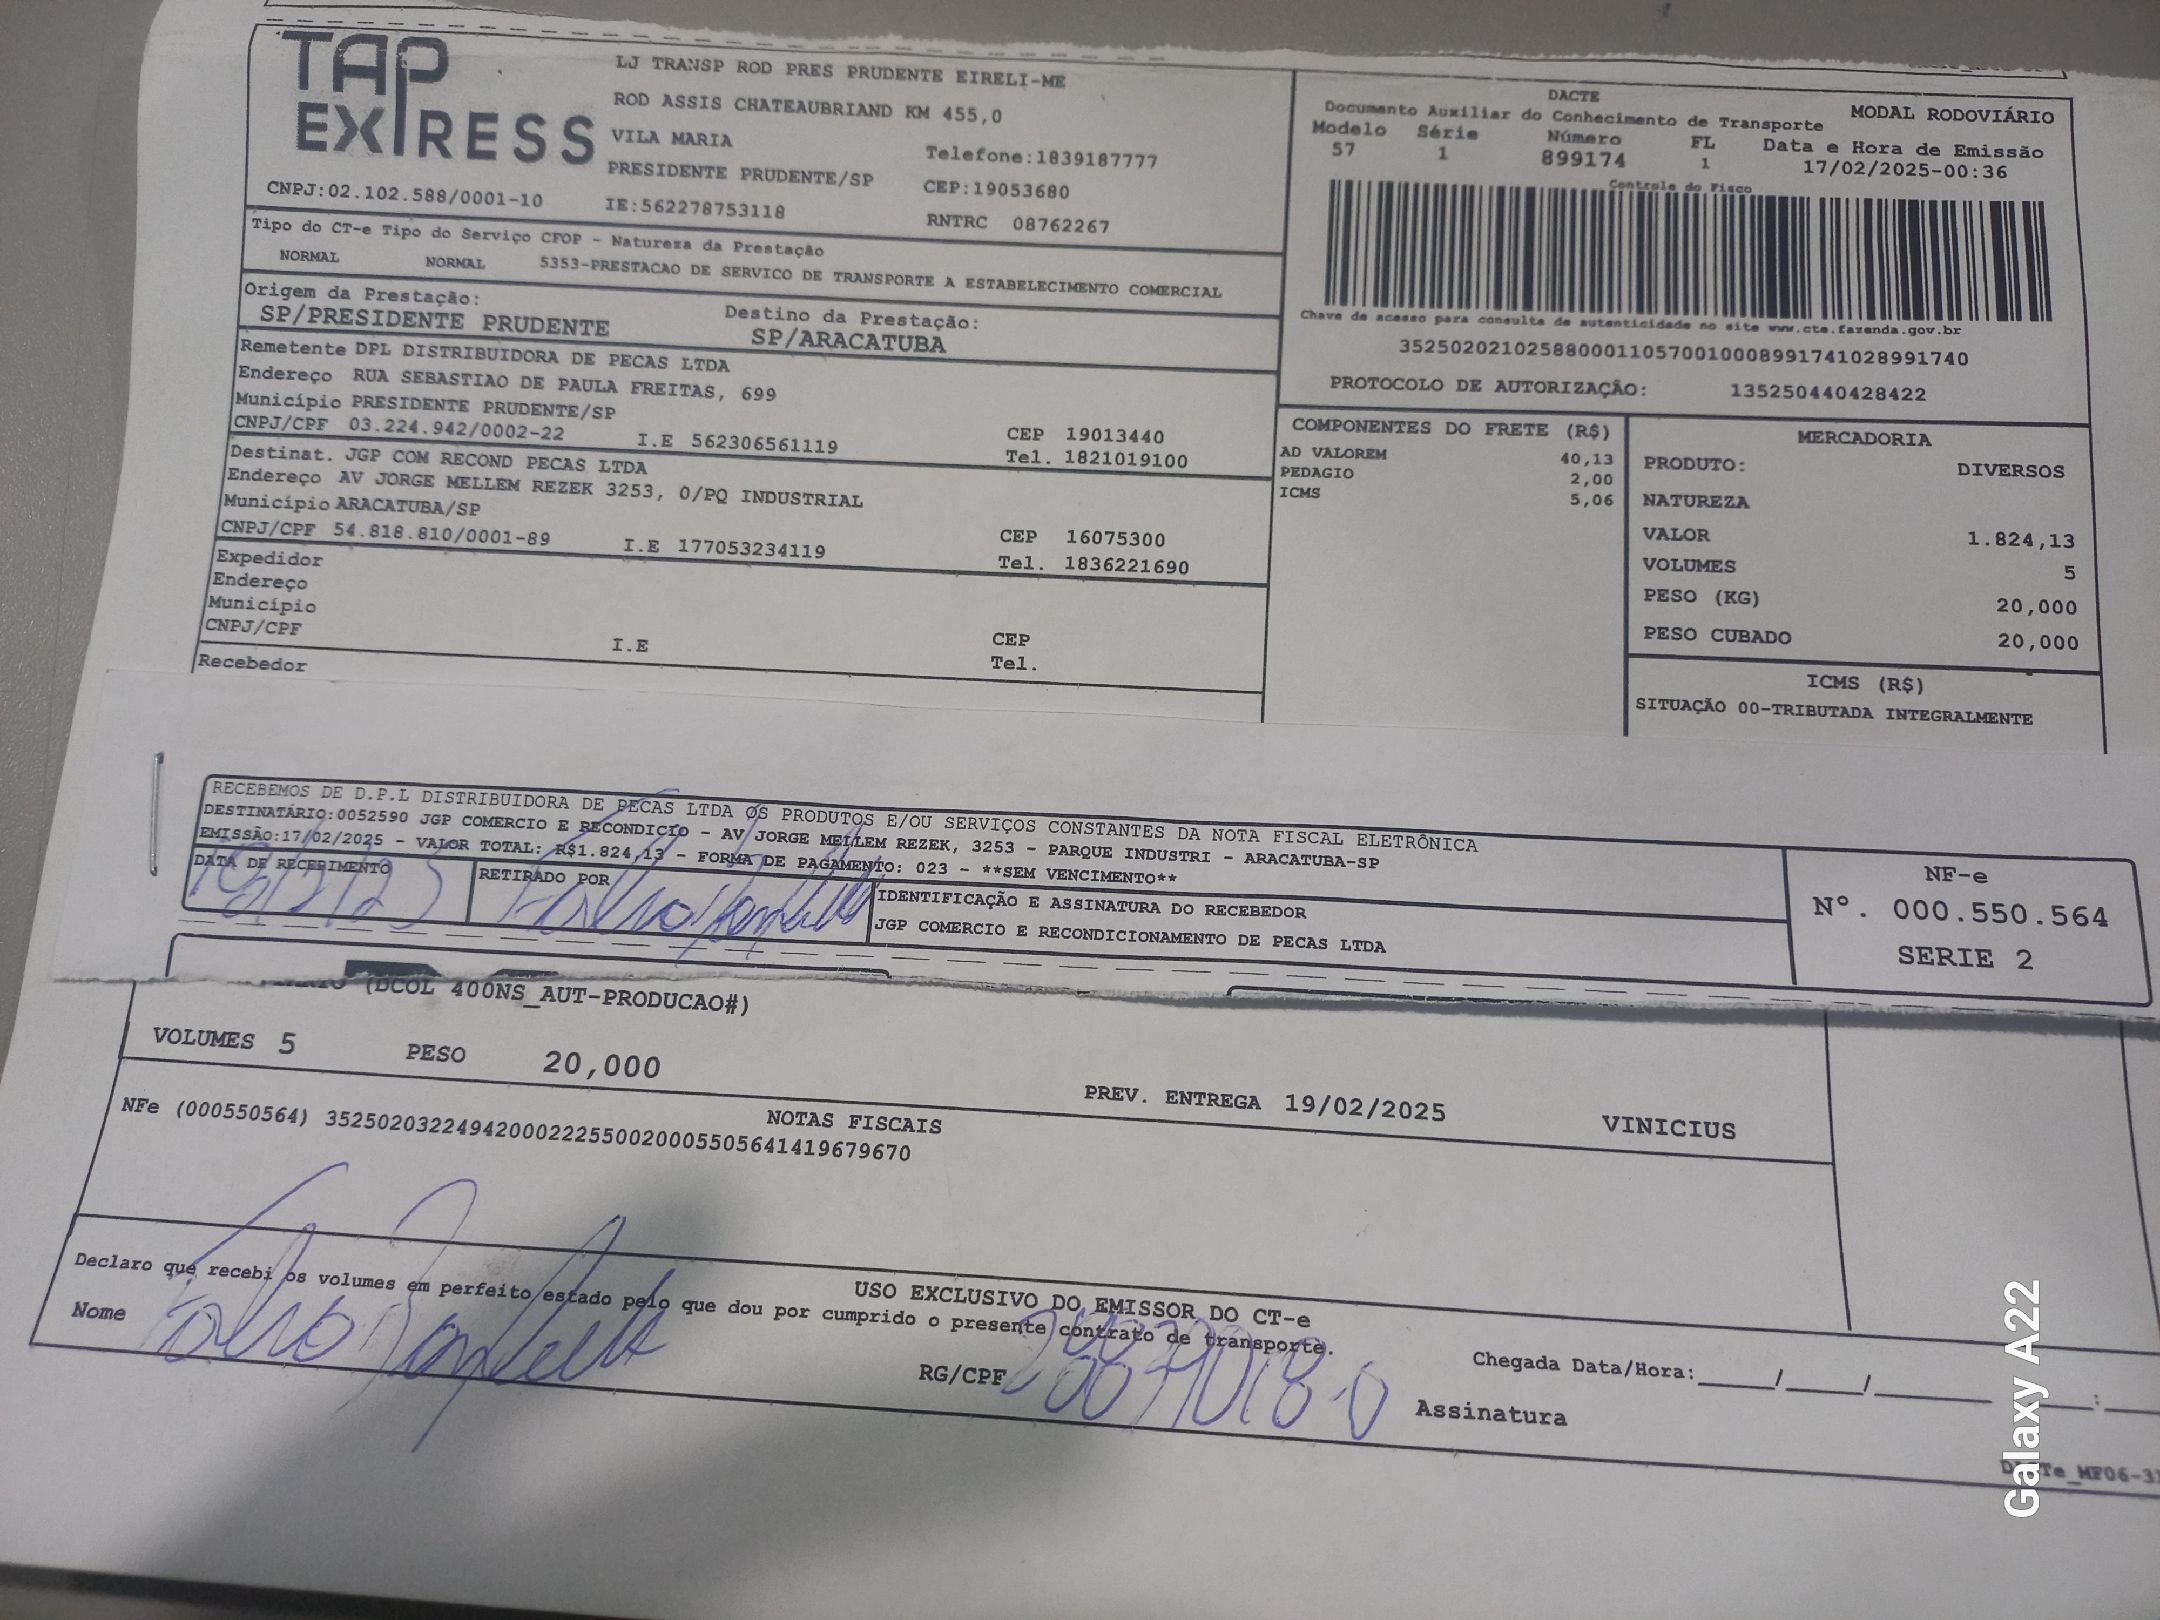 TAP
EXPRESS
LJ TRANSP ROD PRES PRUDENTE EIRELI-ME
ROD ASSIS CHATEAUBRIAND KM 455,0
VILA MARIA
Telefone:1839187777
PRESIDENTE PRUDENTE/SP
CEP:19053680
CNPJ:02.102.588/0001-10
IE:562278753118
RNTRC 08762267
DACTE
MODAL RODOVIÁRIO
Documento Auxiliar do Conhecimento de Transporte
Modelo Série Número FL Data e Hora de Emissão
57 1 899174 1 17/02/2025-00:36
Controle do Fisco
Chave de acesso para consulta de autenticidade no site www.cte.fazenda.gov.br
35250202102588000110570010008991741028991740
PROTOCOLO DE AUTORIZAÇÃO: 135250440428422
Tipo do CT-e Tipo do Serviço CFOP - Natureza da Prestação
NORMAL NORMAL 5353-PRESTACAO DE SERVICO DE TRANSPORTE A ESTABELECIMENTO COMERCIAL
Origem da Prestação:
SP/PRESIDENTE PRUDENTE
Destino da Prestação:
SP/ARACATUBA
Remetente DPL DISTRIBUIDORA DE PECAS LTDA
Endereço RUA SEBASTIAO DE PAULA FREITAS, 699
Município PRESIDENTE PRUDENTE/SP
CEP 19013440
CNPJ/CPF 03.224.942/0002-22 I.E 562306561119
Tel. 1821019100
Destinat. JGP COM RECOND PECAS LTDA
Endereço AV JORGE MELLEM REZEK 3253, 0/PQ INDUSTRIAL
Município ARACATUBA/SP
CEP 16075300
CNPJ/CPF 54.818.810/0001-89 I.E 177053234119
Tel. 1836221690
Expedidor
Endereço
Município
CEP
CNPJ/CPF I.E
Tel.
Recebedor
COMPONENTES DO FRETE (R$)
AD VALOREM 40,13
PEDAGIO 2,00
ICMS 5,06
MERCADORIA
PRODUTO: DIVERSOS
NATUREZA
VALOR 1.824,13
VOLUMES 5
PESO (KG) 20,000
PESO CUBADO 20,000
ICMS (R$)
SITUAÇÃO 00-TRIBUTADA INTEGRALMENTE
RECEBEMOS DE D.P.L DISTRIBUIDORA DE PECAS LTDA OS PRODUTOS E/OU SERVIÇOS CONSTANTES DA NOTA FISCAL ELETRÔNICA
DESTINATÁRIO:0052590 JGP COMERCIO E RECONDICIO - AV JORGE MELLEM REZEK, 3253 - PARQUE INDUSTRI - ARACATUBA-SP
EMISSÃO:17/02/2025 - VALOR TOTAL: R$1.824,13 - FORMA DE PAGAMENTO: 023 - **SEM VENCIMENTO**
DATA DE RECEBIMENTO
RETIRADO POR
IDENTIFICAÇÃO E ASSINATURA DO RECEBEDOR
JGP COMERCIO E RECONDICIONAMENTO DE PECAS LTDA
NF-e
Nº. 000.550.564
SERIE 2
(DCOL 400NS_AUT-PRODUCAO#)
VOLUMES 5 PESO 20,000
PREV. ENTREGA 19/02/2025 VINICIUS
NOTAS FISCAIS
NFe (000550564) 35250203224942000222550020005505641419679670
USO EXCLUSIVO DO EMISSOR DO CT-e
Declaro que recebi os volumes em perfeito estado pelo que dou por cumprido o presente contrato de transporte.
Nome
RG/CPF
Assinatura
Chegada Data/Hora:_____/_____/________:____
Galaxy A22